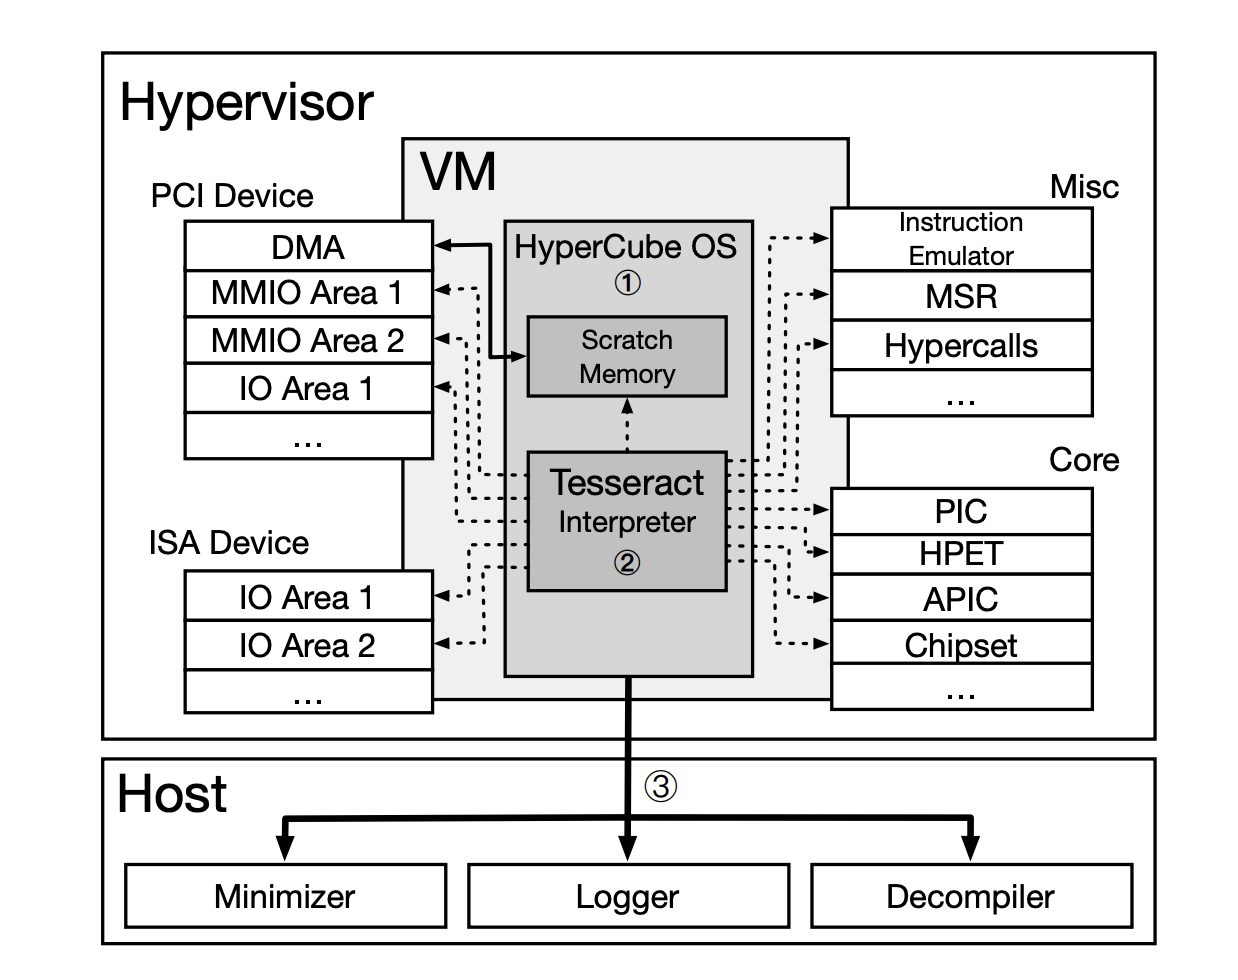 Hypervisor
VM
PCI Device
DMA
MMIO Area 1
MMIO Area 2
IO Area 1
...
ISA Device
IO Area 1
IO Area 2
...
HyperCube OS
①
Scratch
Memory
Tesseract
Interpreter
②
Misc
Instruction
Emulator
MSR
Hypercalls
...
Core
PIC
HPET
APIC
Chipset
...
Host
③
Minimizer
Logger
Decompiler